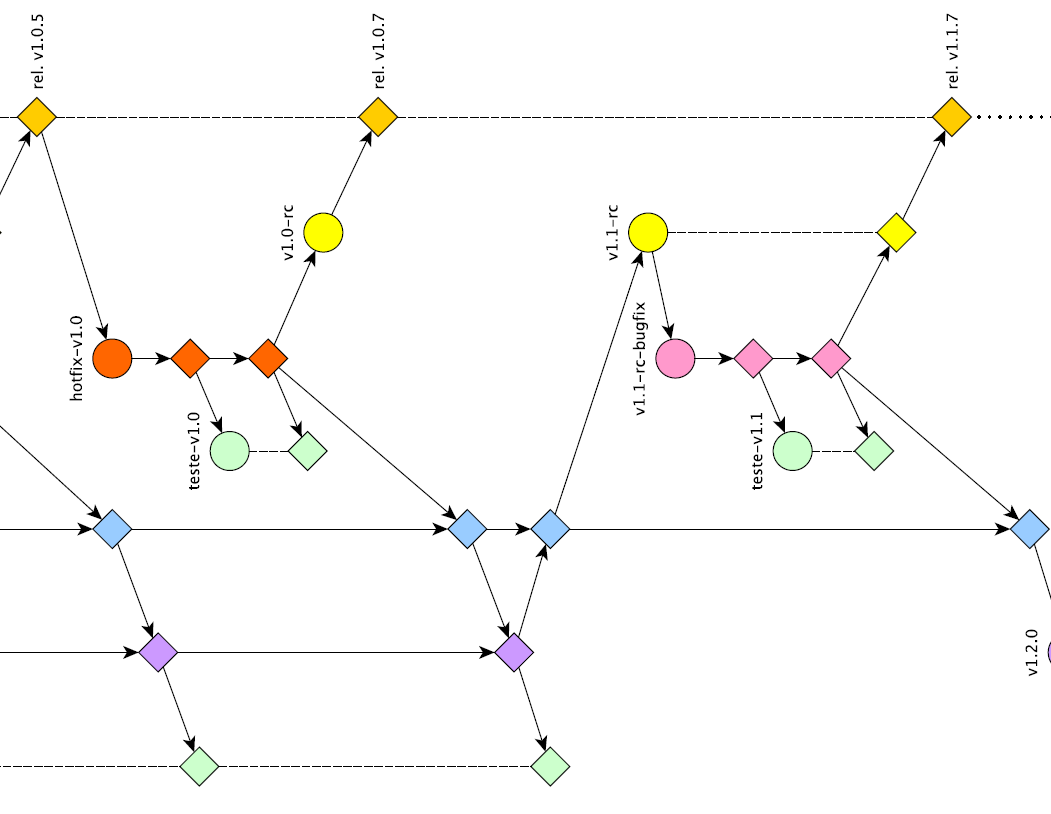 rel. v1.0.5
rel. v1.0.7
rel. v1.1.7
v1.0-rc
v1.1-rc
hotfix-v1.0
v1.1-rc-bugfix
teste-v1.0
teste-v1.1
v1.2.0